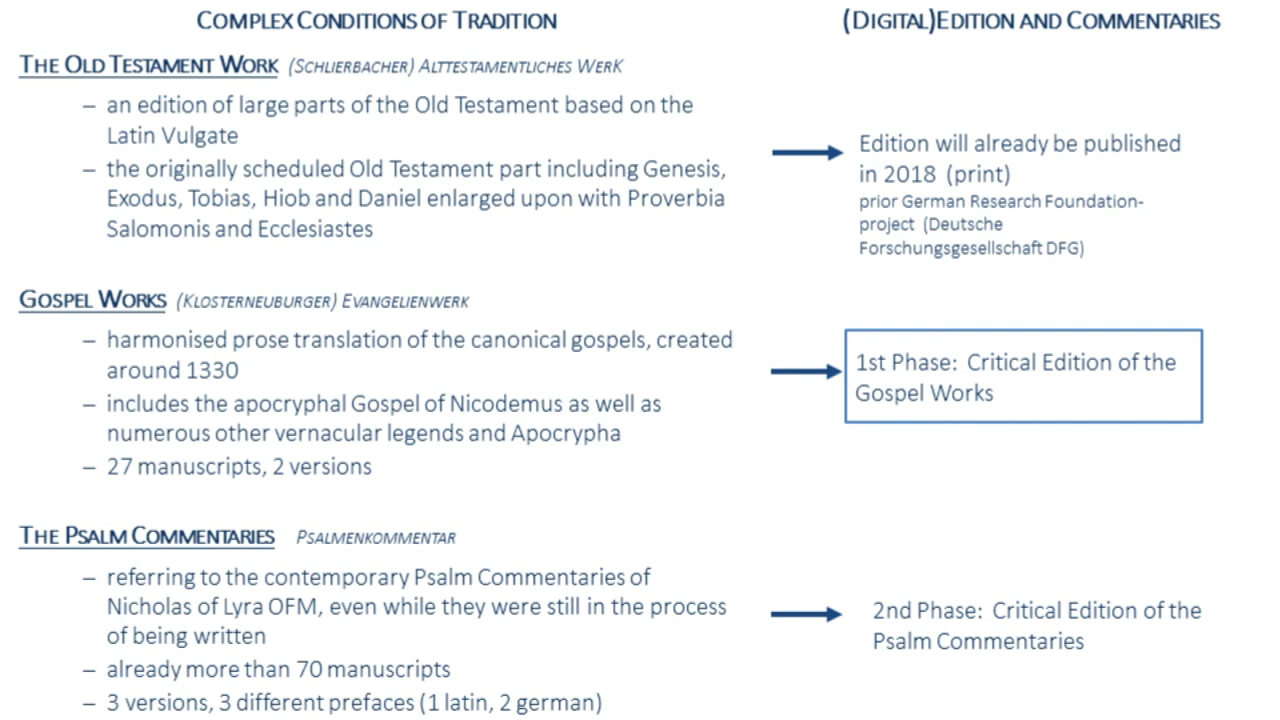 COMPLEX CONDITIONS OF TRADITION
(DIGITAL)EDITION AND COMMENTARIES
THE OLD TESTAMENT WORK (SCHLIERBACHER) ALTTESTAMENTLICHES WERK
– an edition of large parts of the Old Testament based on the
Latin Vulgate
– the originally scheduled Old Testament part including Genesis,
Exodus, Tobias, Hiob and Daniel enlarged upon with Proverbia
Salomonis and Ecclesiastes
Edition will already be published
in 2018 (print)
prior German Research Foundation-
project (Deutsche
Forschungsgesellschaft DFG)
GOSPEL WORKS (KLOSTERNEUBURGER) EVANGELIENWERK
– harmonised prose translation of the canonical gospels, created
around 1330
– includes the apocryphal Gospel of Nicodemus as well as
numerous other vernacular legends and Apocrypha
– 27 manuscripts, 2 versions
1st Phase: Critical Edition of the
Gospel Works
THE PSALM COMMENTARIES PSALMENKOMMENTAR
– referring to the contemporary Psalm Commentaries of
Nicholas of Lyra OFM, even while they were still in the process
of being written
– already more than 70 manuscripts
– 3 versions, 3 different prefaces (1 latin, 2 german)
2nd Phase: Critical Edition of the
Psalm Commentaries